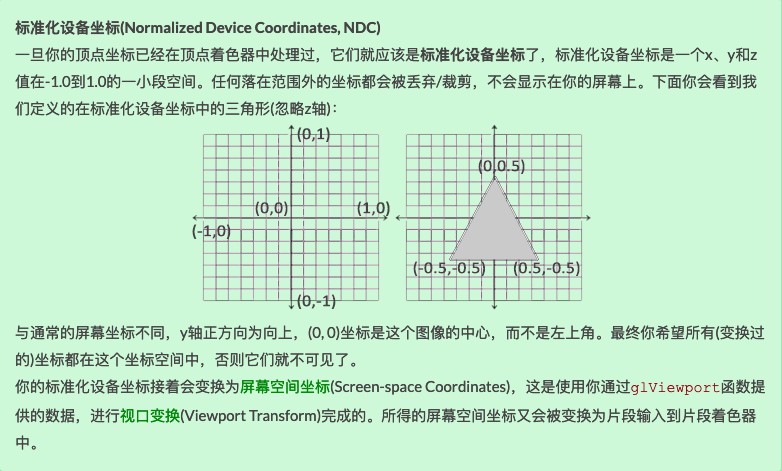 标准化设备坐标(Normalized Device Coordinates, NDC)
一旦你的顶点坐标已经在顶点着色器中处理过，它们就应该是标准化设备坐标了，标准化设备坐标是一个x、y和z
值在-1.0到1.0的一小段空间。任何落在范围外的坐标都会被丢弃/裁剪，不会显示在你的屏幕上。下面你会看到我
们定义的在标准化设备坐标中的三角形(忽略z轴)：
(0,1)
(0,0)
(1,0)
(-1,0)
(0,-1)
(0,0.5)
(-0.5,-0.5)
(0.5,-0.5)
与通常的屏幕坐标不同，y轴正方向为向上，(0, 0)坐标是这个图像的中心，而不是左上角。最终你希望所有(变换过
的)坐标都在这个坐标空间中，否则它们就不可见了。
你的标准化设备坐标接着会变换为屏幕空间坐标(Screen-space Coordinates)，这是使用你通过glViewport函数提
供的数据，进行视口变换(Viewport Transform)完成的。所得的屏幕空间坐标又会被变换为片段输入到片段着色器
中。